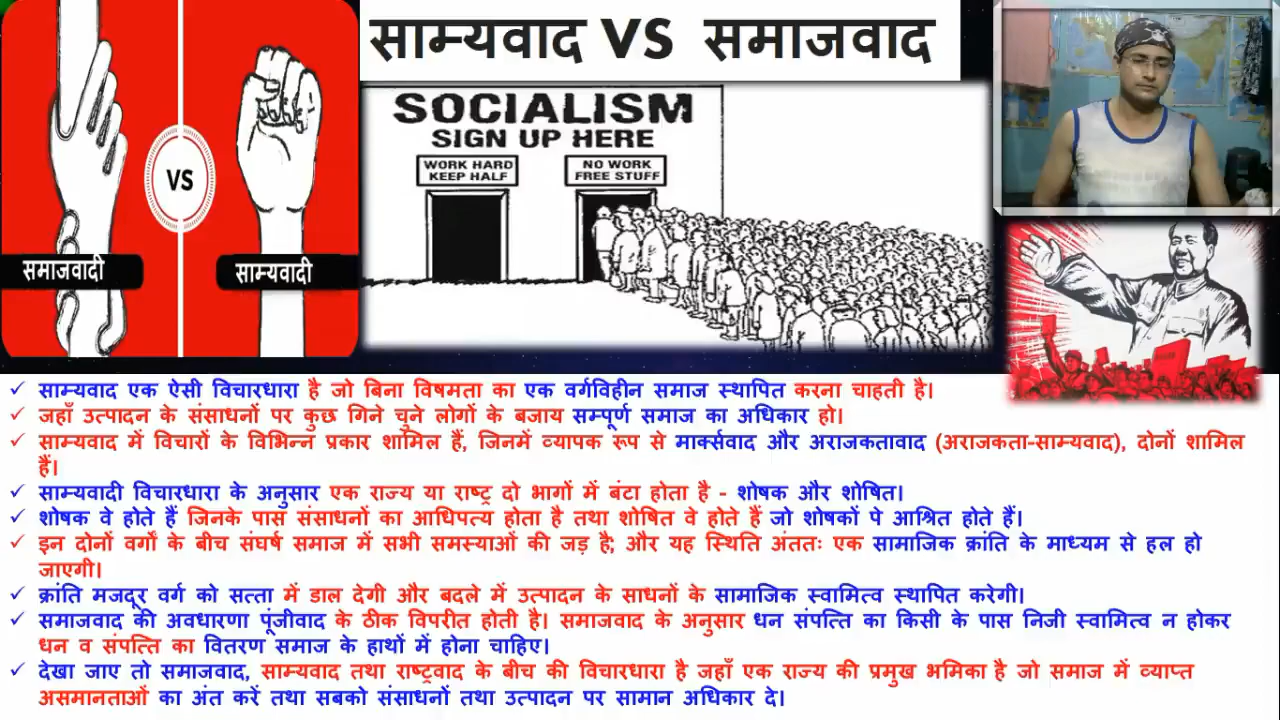 साम्यवाद VS समाजवाद
VS
समाजवादी
साम्यवादी
SOCIALISM
SIGN UP HERE
WORK HARD
KEEP HALF
NO WORK
FREE STUFF
✓ साम्यवाद एक ऐसी विचारधारा है जो बिना विषमता का एक वर्गविहीन समाज स्थापित करना चाहती है।
✓ जहाँ उत्पादन के संसाधनों पर कुछ गिने चुने लोगों के बजाय सम्पूर्ण समाज का अधिकार हो।
✓ साम्यवाद में विचारों के विभिन्न प्रकार शामिल हैं, जिनमें व्यापक रूप से मार्क्सवाद और अराजकतावाद (अराजकता-साम्यवाद), दोनों शामिल
हैं।
✓ साम्यवादी विचारधारा के अनुसार एक राज्य या राष्ट्र दो भागों में बंटा होता है - शोषक और शोषित।
✓ शोषक वे होते हैं जिनके पास संसाधनों का आधिपत्य होता है तथा शोषित वे होते हैं जो शोषकों पे आश्रित होते हैं।
✓ इन दोनों वर्गों के बीच संघर्ष समाज में सभी समस्याओं की जड़ है; और यह स्थिति अंततः एक सामाजिक क्रांति के माध्यम से हल हो
जाएगी।
✓ क्रांति मजदूर वर्ग को सत्ता में डाल देगी और बदले में उत्पादन के साधनों के सामाजिक स्वामित्व स्थापित करेगी।
✓ समाजवाद की अवधारणा पूंजीवाद के ठीक विपरीत होती है। समाजवाद के अनुसार धन संपत्ति का किसी के पास निजी स्वामित्व न होकर
धन व संपत्ति का वितरण समाज के हाथों में होना चाहिए।
✓ देखा जाए तो समाजवाद, साम्यवाद तथा राष्ट्रवाद के बीच की विचारधारा है जहाँ एक राज्य की प्रमुख भमिका है जो समाज में व्याप्त
असमानताओं का अंत करें तथा सबको संसाधनों तथा उत्पादन पर सामान अधिकार दे।